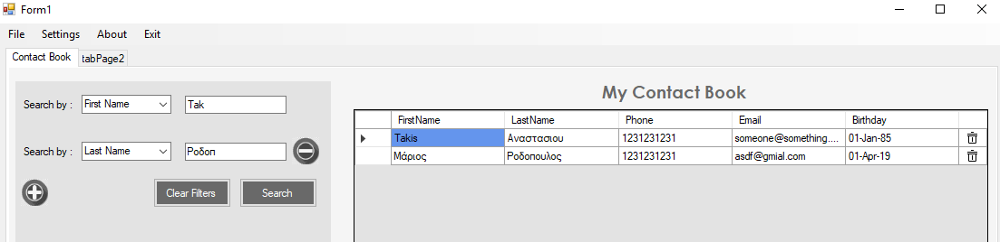 Form1
File Settings About Exit
Contact Book tabPage2
My Contact Book
Search by : First Name Tak
Search by : Last Name Ροδοπ
Clear Filters Search
FirstName LastName Phone Email Birthday
Takis Αναστασιου 1231231231 someone@something.... 01-Jan-85
Μάριος Ροδοπουλος 1231231231 asdf@gmial.com 01-Apr-19